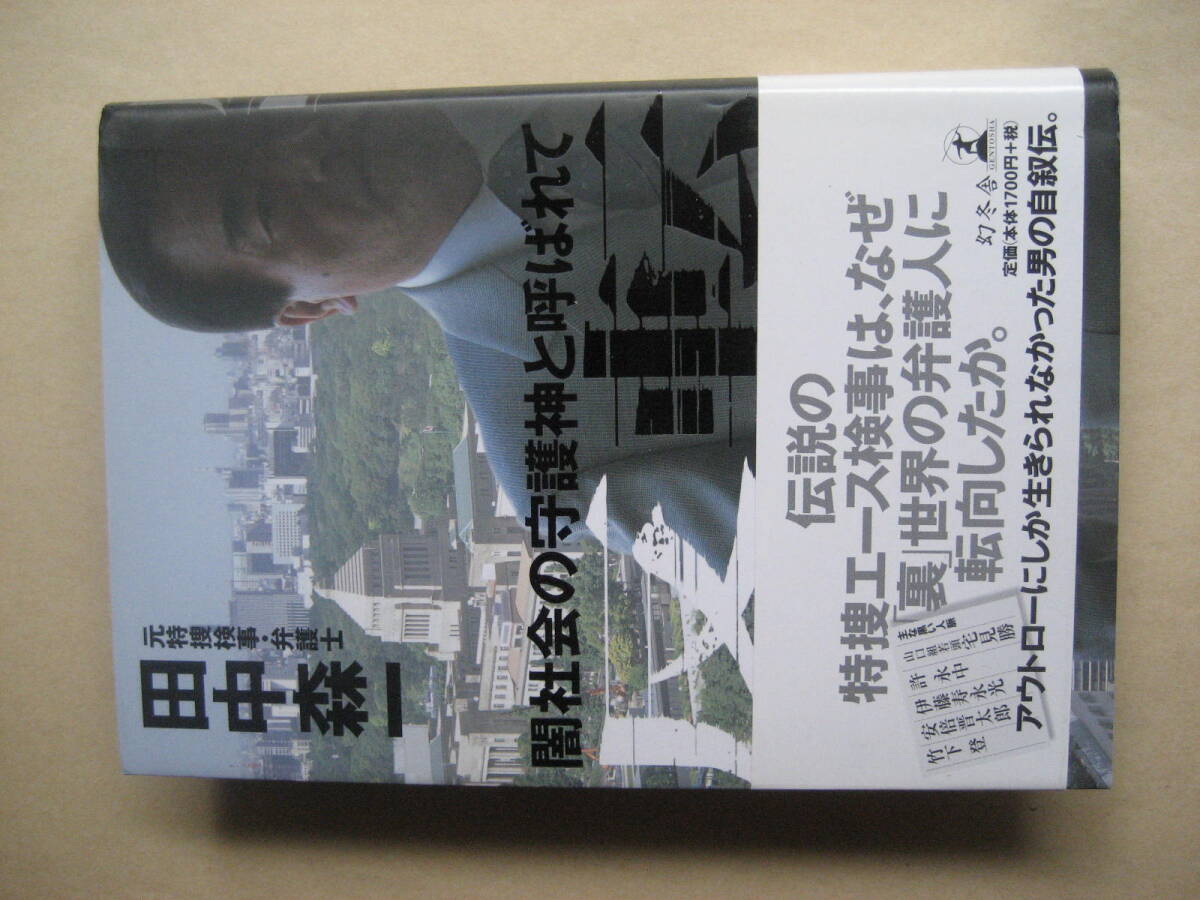 元特捜検事・弁護士
田中森一
闇社会の守護神と呼ばれて
反転
伝説の
特捜エース検事は、なぜ
「裏」世界の弁護人に
転向したか。
アウトローにしか生きられなかった男の自叙伝。
主な黒い人脈
山口組若頭 宅見勝
許永中
伊藤寿永光
安倍晋太郎
竹下登
GENTOSHA
幻冬舎
定価(本体1700円+税)